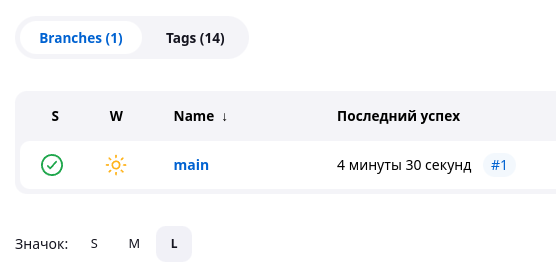 Branches (1) Tags (14)
S W Name ↓ Последний успех
main 4 минуты 30 секунд #1
Значок: S M L